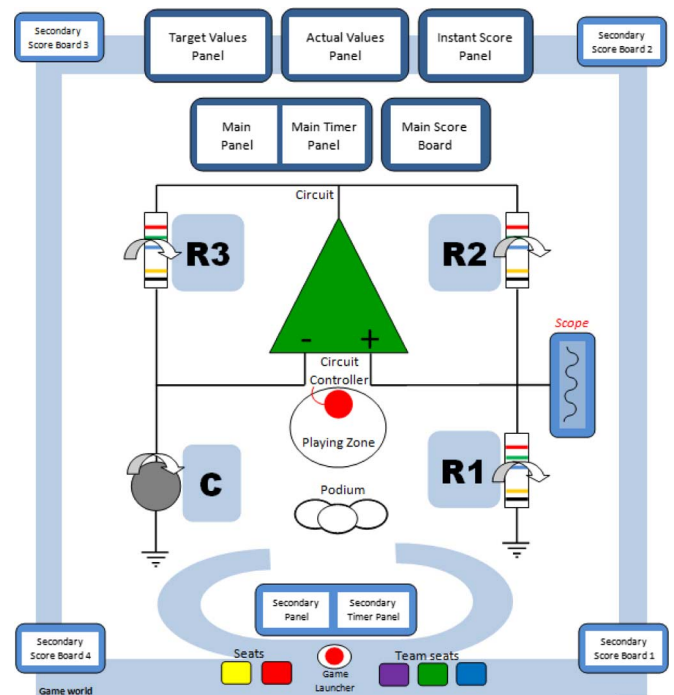 Secondary
Score Board 3
Target Values
Panel
Actual Values
Panel
Instant Score
Panel
Secondary
Score Board 2
Main
Panel
Main Timer
Panel
Main Score
Board
Circuit
R3
R2
Scope
-
+
Circuit
Controller
Playing Zone
C
R1
Podium
Secondary
Panel
Secondary
Timer Panel
Secondary
Score Board 4
Seats
Game
Launcher
Team seats
Secondary
Score Board 1
Game world